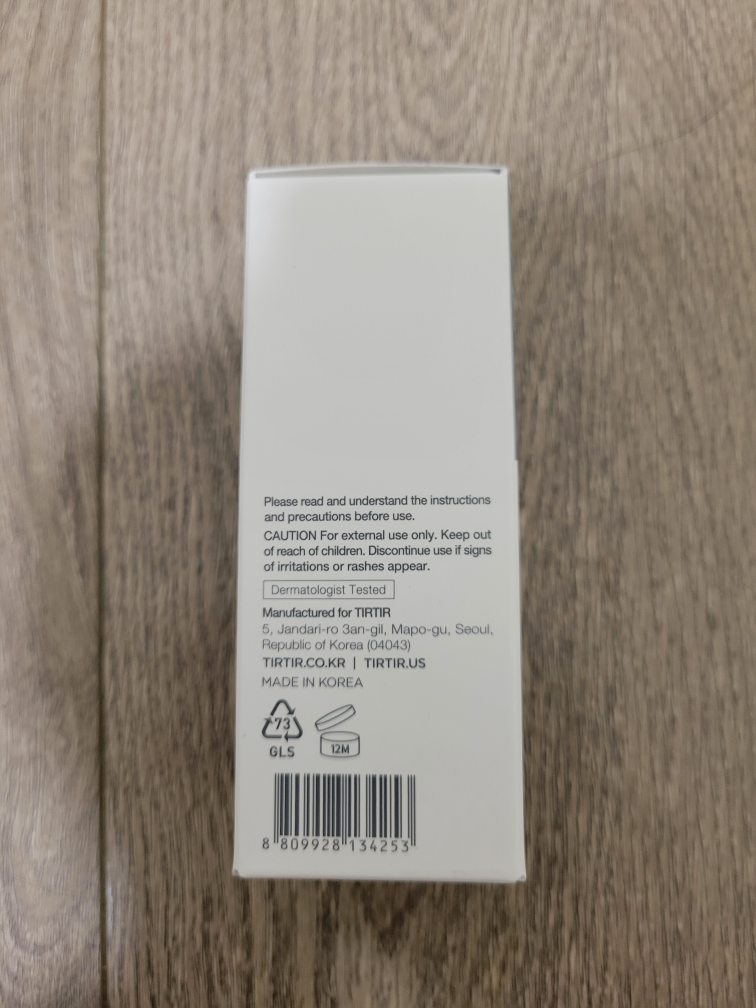 Please read and understand the instructions
and precautions before use.
CAUTION For external use only. Keep out
of reach of children. Discontinue use if signs
of irritations or rashes appear.
Dermatologist Tested
Manufactured for TIRTIR
5, Jandari-ro 3an-gil, Mapo-gu, Seoul,
Republic of Korea (04043)
TIRTIR.CO.KR | TIRTIR.US
MADE IN KOREA
73
GLS
12M
8 809928 134253